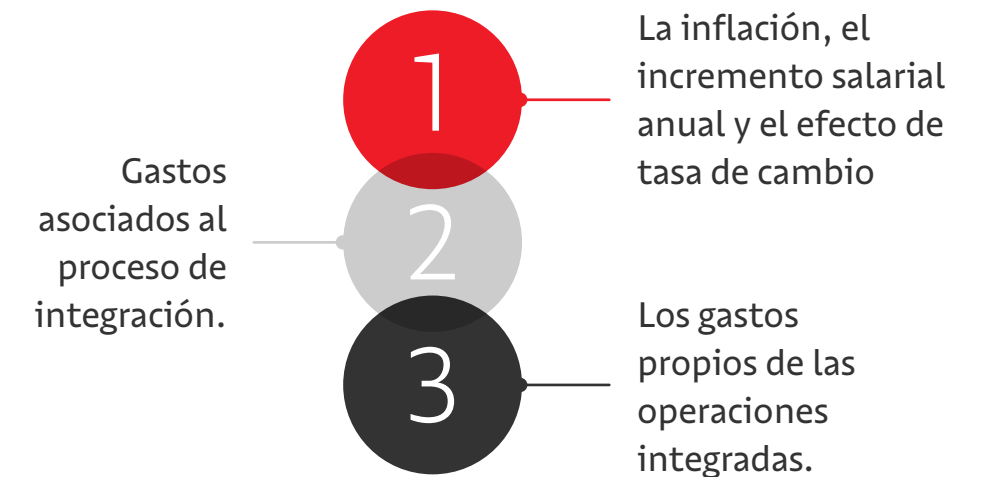 1
La inflación, el
incremento salarial
anual y el efecto de
tasa de cambio
2
Gastos
asociados al
proceso de
integración.
3
Los gastos
propios de las
operaciones
integradas.